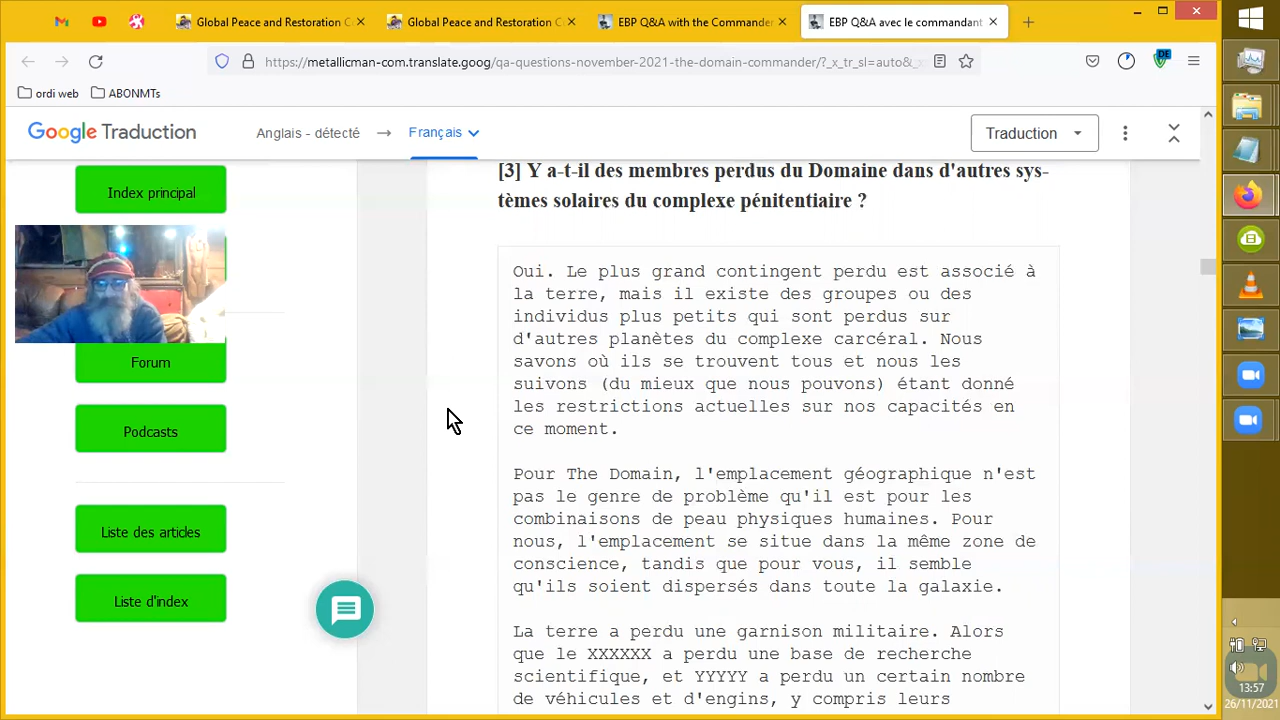 Global Peace and Restoration C
Global Peace and Restoration C
EBP Q&A with the Commander
EBP Q&A avec le commandant
https://metallicman-com.translate.goog/qa-questions-november-2021-the-domain-commander/?_x_tr_sl=auto&_x
DE
ordi web
ABONMTs
Google Traduction
Anglais - détecté
Français
Traduction
Index principal
Forum
Podcasts
Liste des articles
Liste d'index
[3] Y a-t-il des membres perdus du Domaine dans d'autres sys-
tèmes solaires du complexe pénitentiaire ?
Oui. Le plus grand contingent perdu est associé à
la terre, mais il existe des groupes ou des
individus plus petits qui sont perdus sur
d'autres planètes du complexe carcéral. Nous
savons où ils se trouvent tous et nous les
suivons (du mieux que nous pouvons) étant donné
les restrictions actuelles sur nos capacités en
ce moment.
Pour The Domain, l'emplacement géographique n'est
pas le genre de problème qu'il est pour les
combinaisons de peau physiques humaines. Pour
nous, l'emplacement se situe dans la même zone de
conscience, tandis que pour vous, il semble
qu'ils soient dispersés dans toute la galaxie.
La terre a perdu une garnison militaire. Alors
que le XXXXXX a perdu une base de recherche
scientifique, et YYYYY a perdu un certain nombre
de véhicules et d'engins, y compris leurs
13:57
26/11/2021